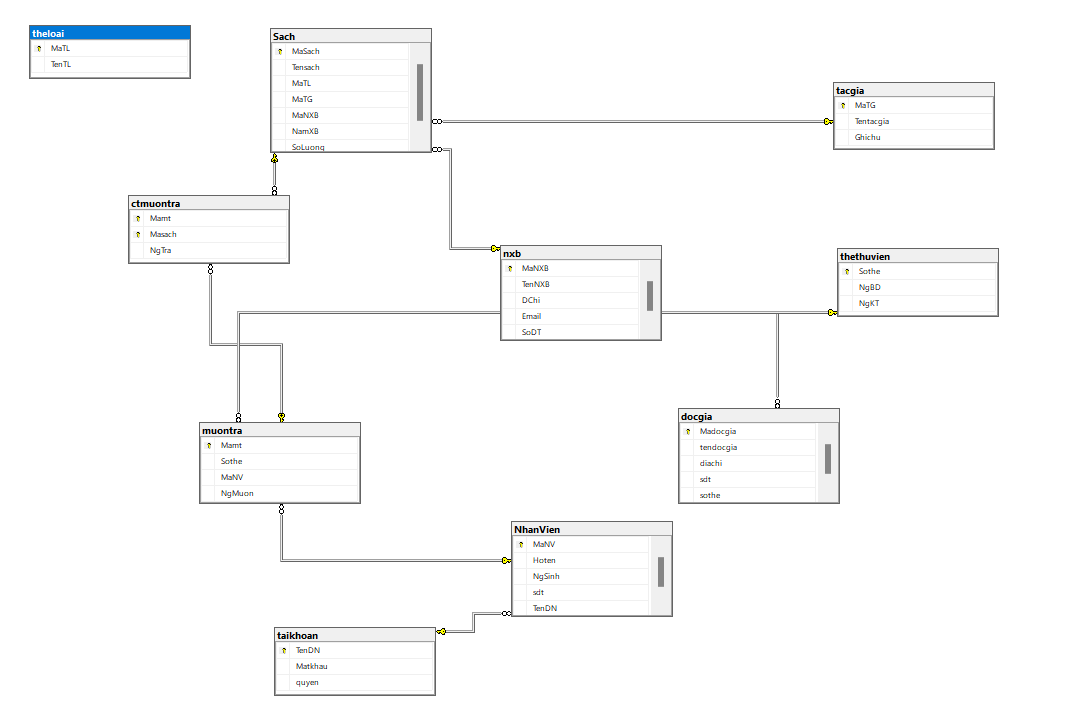 theloai
MaTL
TenTL
Sach
MaSach
Tensach
MaTL
MaTG
MaNXB
NamXB
SoLuong
tacgia
MaTG
Tentacgia
Ghichu
ctmuontra
Mamt
Masach
NgTra
nxb
MaNXB
TenNXB
DChi
Email
SoDT
thethuvien
Sothe
NgBD
NgKT
muontra
Mamt
Sothe
MaNV
NgMuon
docgia
Madocgia
tendocgia
diachi
sdt
sothe
NhanVien
MaNV
Hoten
NgSinh
sdt
TenDN
taikhoan
TenDN
Matkhau
quyen